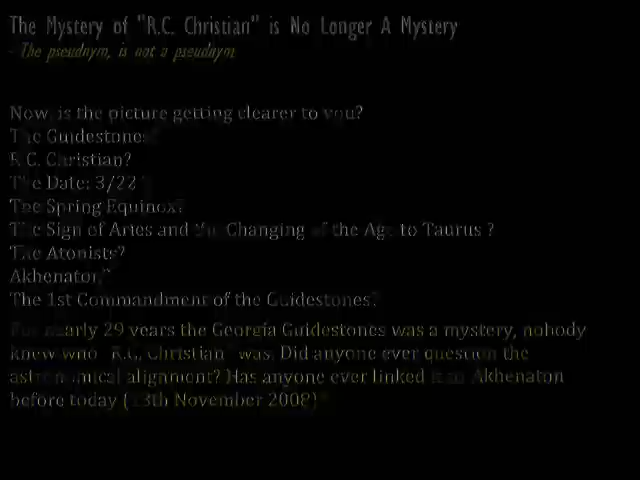 The Mystery of "R.C. Christian" is No Longer A Mystery
- The pseudnym, is not a pseudnym
Now, is the picture getting clearer to you?
The Guidestones?
R.C. Christian?
The Date: 3/22
The Spring Equinox?
The Sign of Aries and the Changing of the Age to Taurus ?
The Atonists?
Akhenaton?
The 1st Commandment of the Guidestones?
nearly 29 years the Georgia Guidestones was a mystery, nobody
knew who "R.C. Christian" was. Did anyone ever question the
astronomical alignment? Has anyone ever linked it to Akhenaton
before today (13th November 2008)